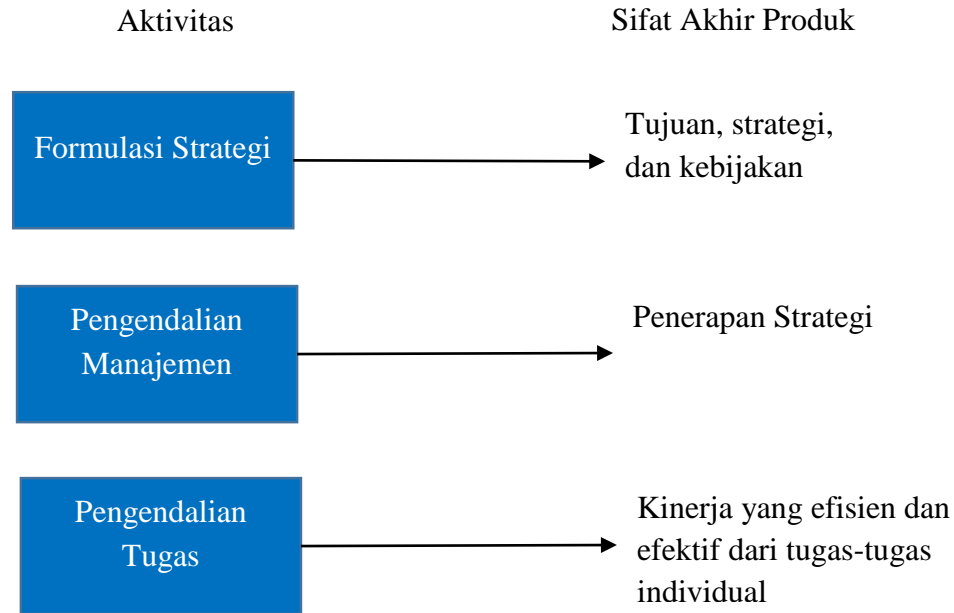 Aktivitas
Sifat Akhir Produk
Formulasi Strategi
Tujuan, strategi,
dan kebijakan
Pengendalian
Manajemen
Penerapan Strategi
Pengendalian
Tugas
Kinerja yang efisien dan
efektif dari tugas-tugas
individual